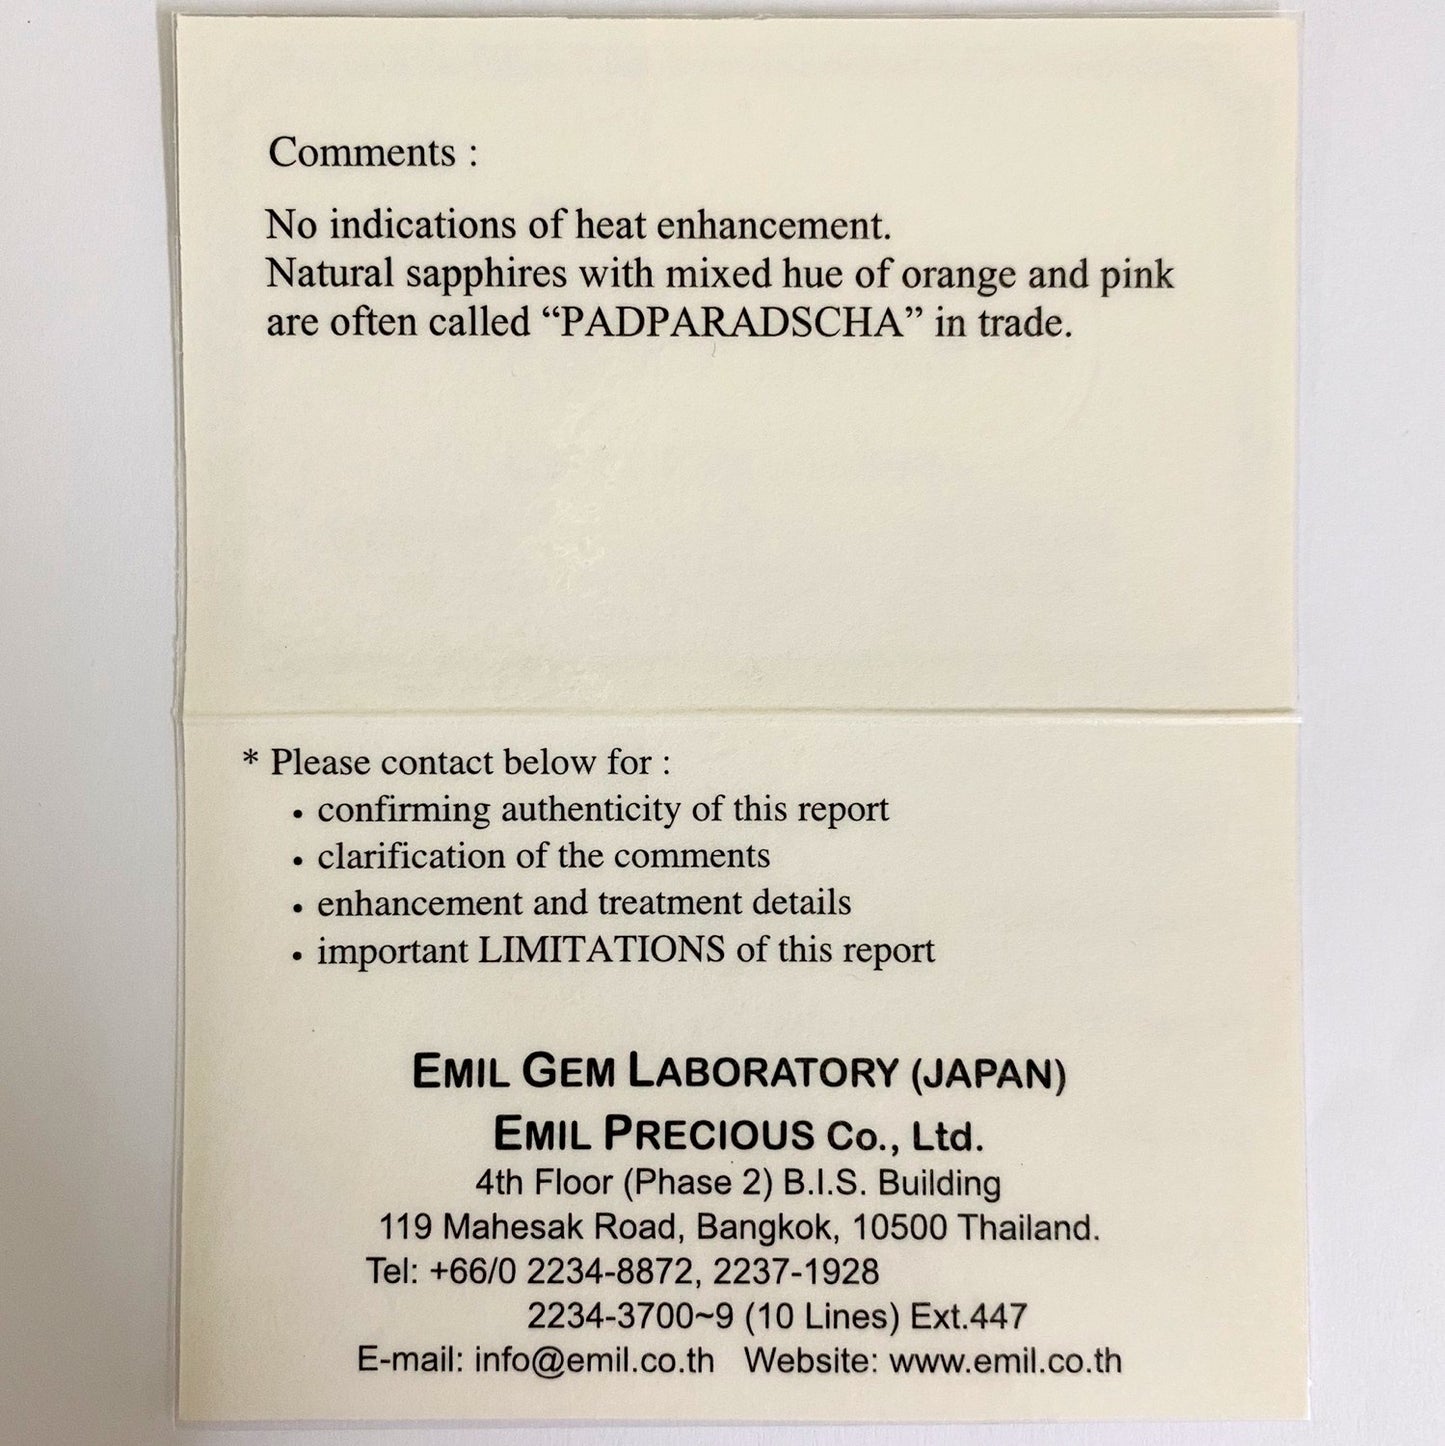 Comments :
No indications of heat enhancement.
Natural sapphires with mixed hue of orange and pink
are often called “PADPARADSCHA” in trade.
* Please contact below for :
• confirming authenticity of this report
• clarification of the comments
• enhancement and treatment details
• important LIMITATIONS of this report
EMIL GEM LABORATORY (JAPAN)
EMIL PRECIOUS Co., Ltd.
4th Floor (Phase 2) B.I.S. Building
119 Mahesak Road, Bangkok, 10500 Thailand.
Tel: +66/0 2234-8872, 2237-1928
2234-3700~9 (10 Lines) Ext.447
E-mail: info@emil.co.th Website: www.emil.co.th